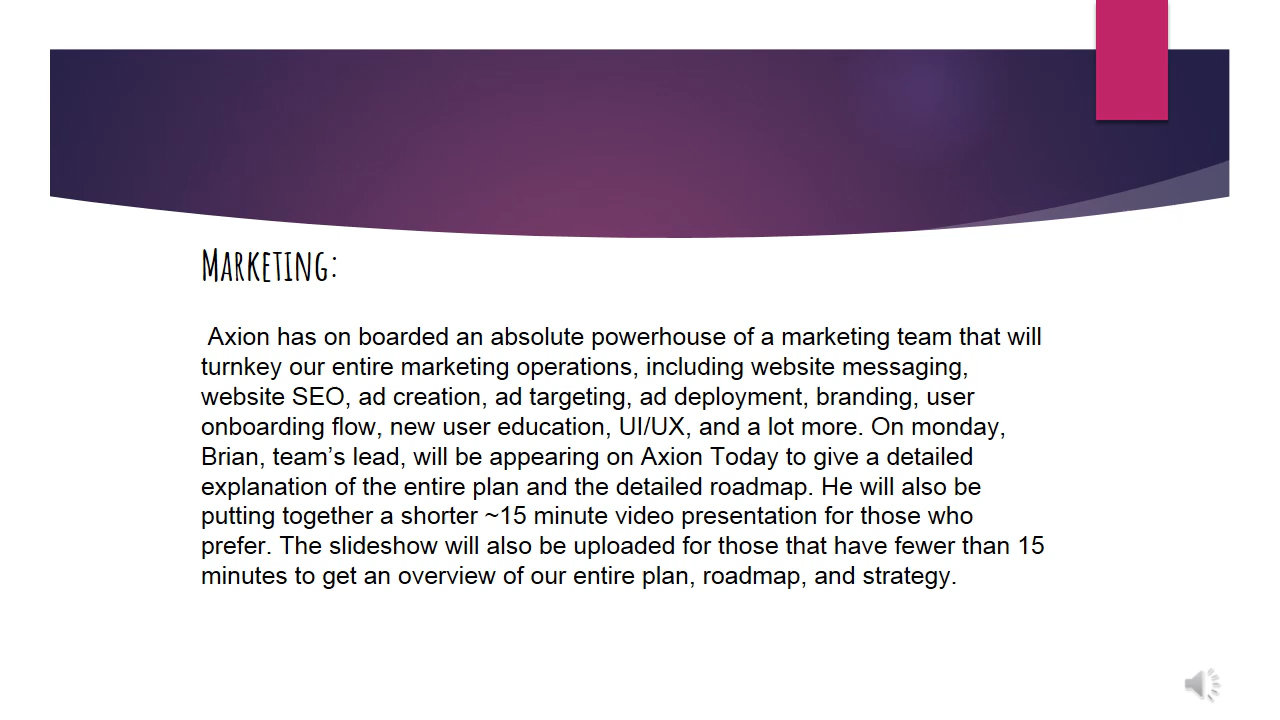 Marketing:
Axion has on boarded an absolute powerhouse of a marketing team that will
turnkey our entire marketing operations, including website messaging,
website SEO, ad creation, ad targeting, ad deployment, branding, user
onboarding flow, new user education, UI/UX, and a lot more. On monday,
Brian, team’s lead, will be appearing on Axion Today to give a detailed
explanation of the entire plan and the detailed roadmap. He will also be
putting together a shorter ~15 minute video presentation for those who
prefer. The slideshow will also be uploaded for those that have fewer than 15
minutes to get an overview of our entire plan, roadmap, and strategy.